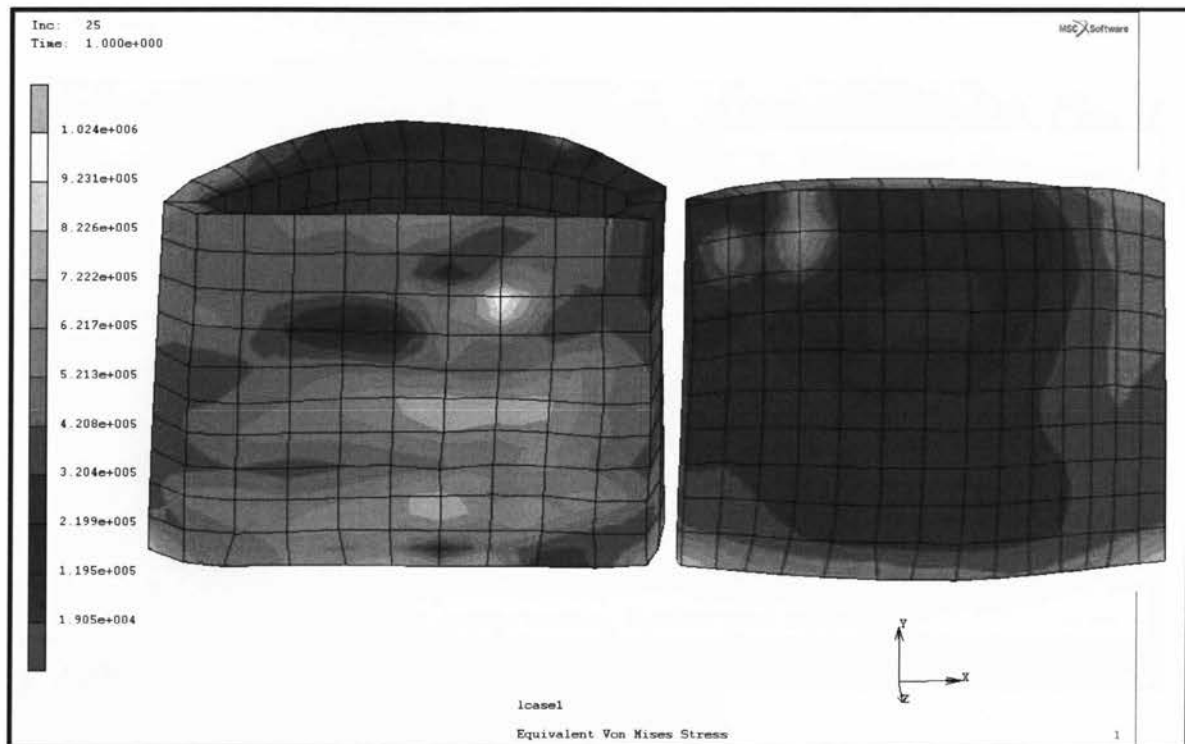 Inc: 25
Time: 1.000e+000
MSC Software
1.024e+006
9.231e+005
8.226e+005
7.222e+005
6.217e+005
5.213e+005
4.208e+005
3.204e+005
2.199e+005
1.195e+005
1.905e+004
Y
X
Z
lcase1
Equivalent Von Mises Stress
1